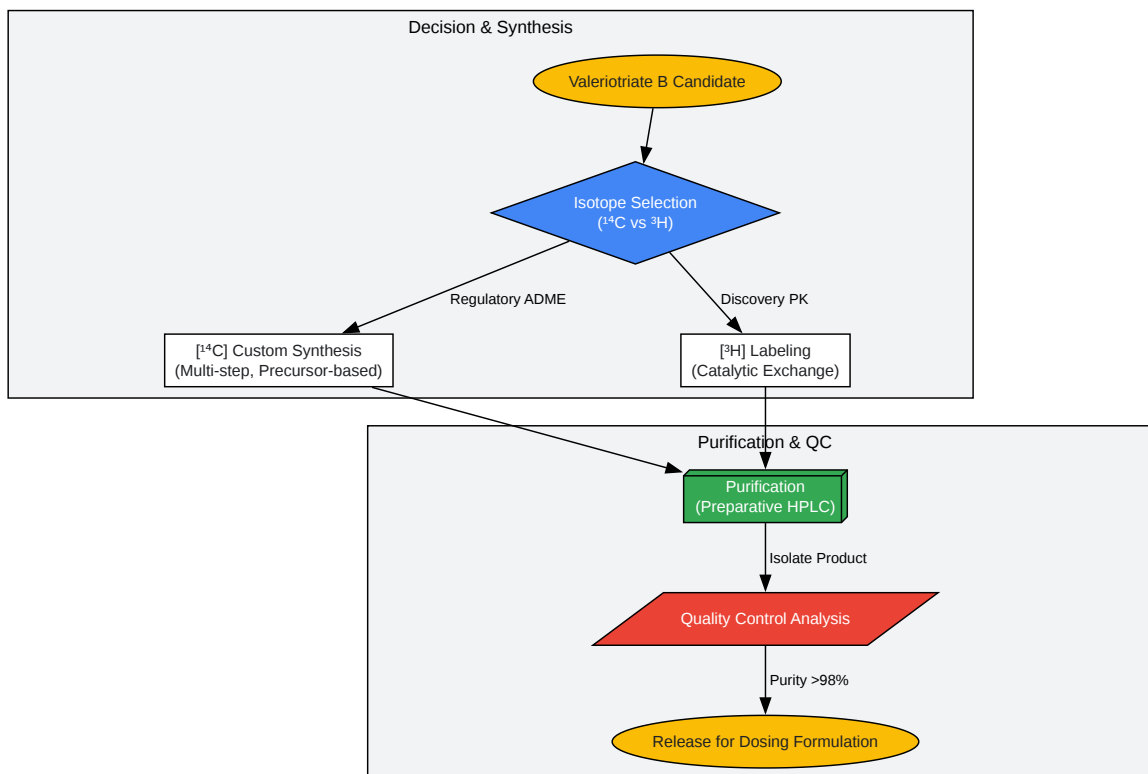 Decision & Synthesis
Valeriotriate B Candidate
Isotope Selection
(¹⁴C vs ³H)
Regulatory ADME
Discovery PK
[¹⁴C] Custom Synthesis
(Multi-step, Precursor-based)
[³H] Labeling
(Catalytic Exchange)
Purification & QC
Purification
(Preparative HPLC)
Isolate Product
Quality Control Analysis
Purity >98%
Release for Dosing Formulation